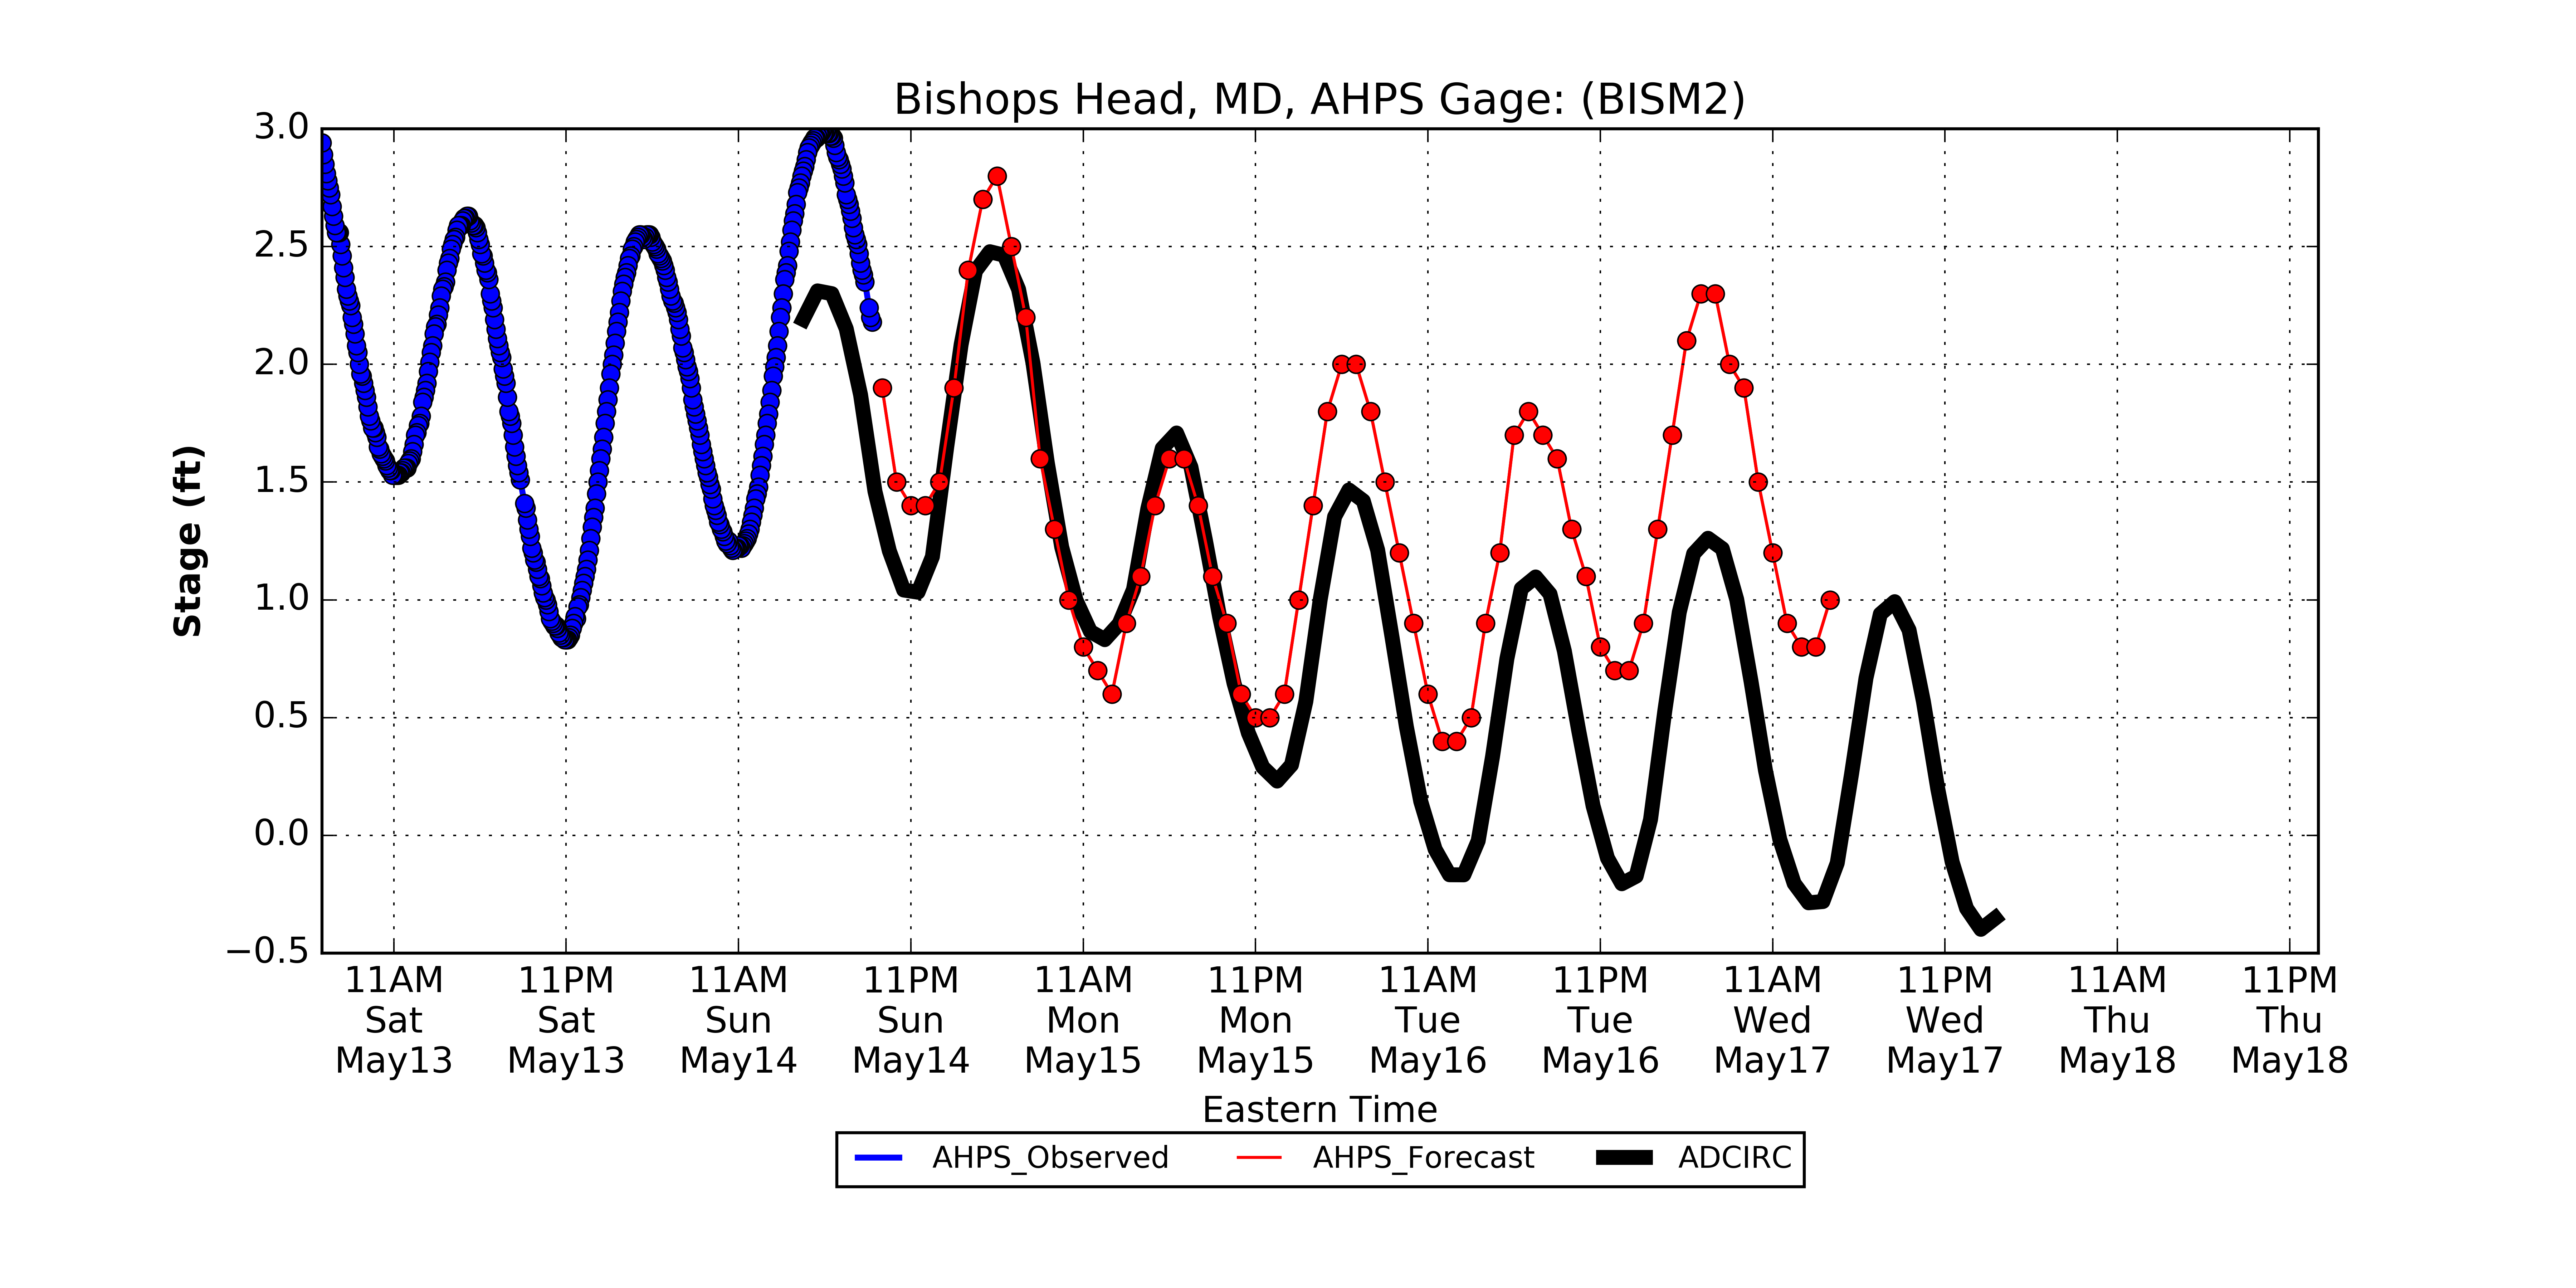 Bishops Head, MD, AHPS Gage: (BISM2)
Stage (ft)
3.0
2.5
2.0
1.5
1.0
0.5
0.0
−0.5
11AM 11PM 11AM 11PM 11AM 11PM 11AM 11PM 11AM 11PM 11AM 11PM
Sat Sat Sun Sun Mon Mon Tue Tue Wed Wed Thu Thu
May13 May13 May14 May14 May15 May15 May16 May16 May17 May17 May18 May18
Eastern Time
AHPS_Observed AHPS_Forecast ADCIRC